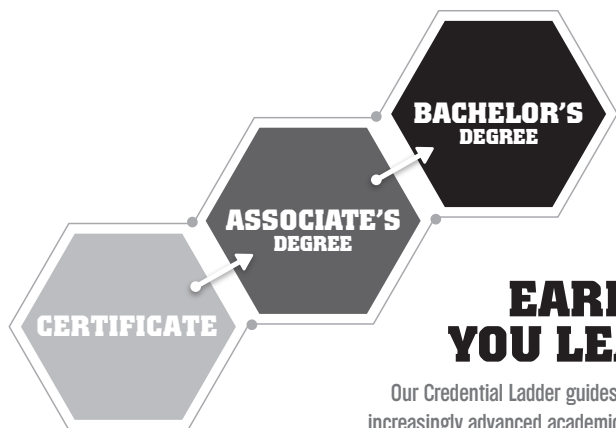 BACHELOR'S
DEGREE
ASSOCIATE'S
DEGREE
CERTIFICATE
YOU
Our Credential Ladder guides
increasingly advanced